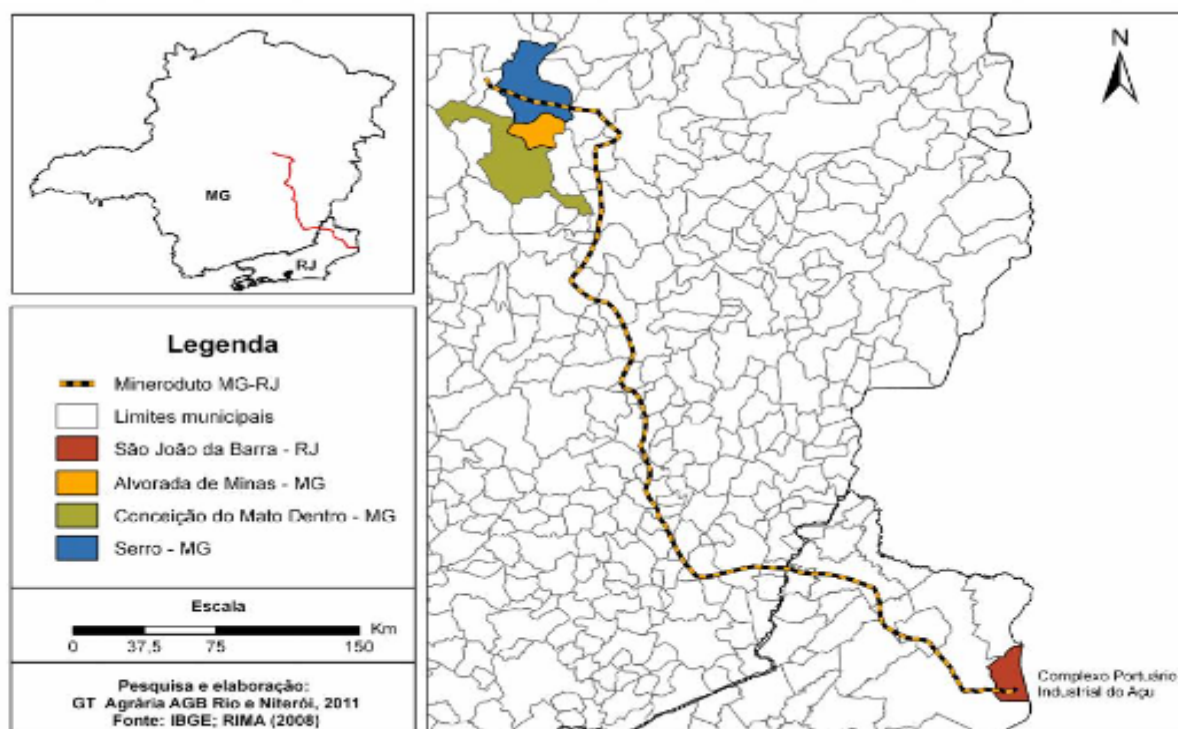 MG
RJ
Legenda
Mineroduto MG-RJ
Limites municipais
São João da Barra - RJ
Alvorada de Minas - MG
Conceição do Mato Dentro - MG
Serro - MG
Escala
Km
0 37,5 75 150
Pesquisa e elaboração:
GT Agrária AGB Rio e Niterói, 2011
Fonte: IBGE; RIMA (2008)
N
Complexo Portuário
Industrial do Açu